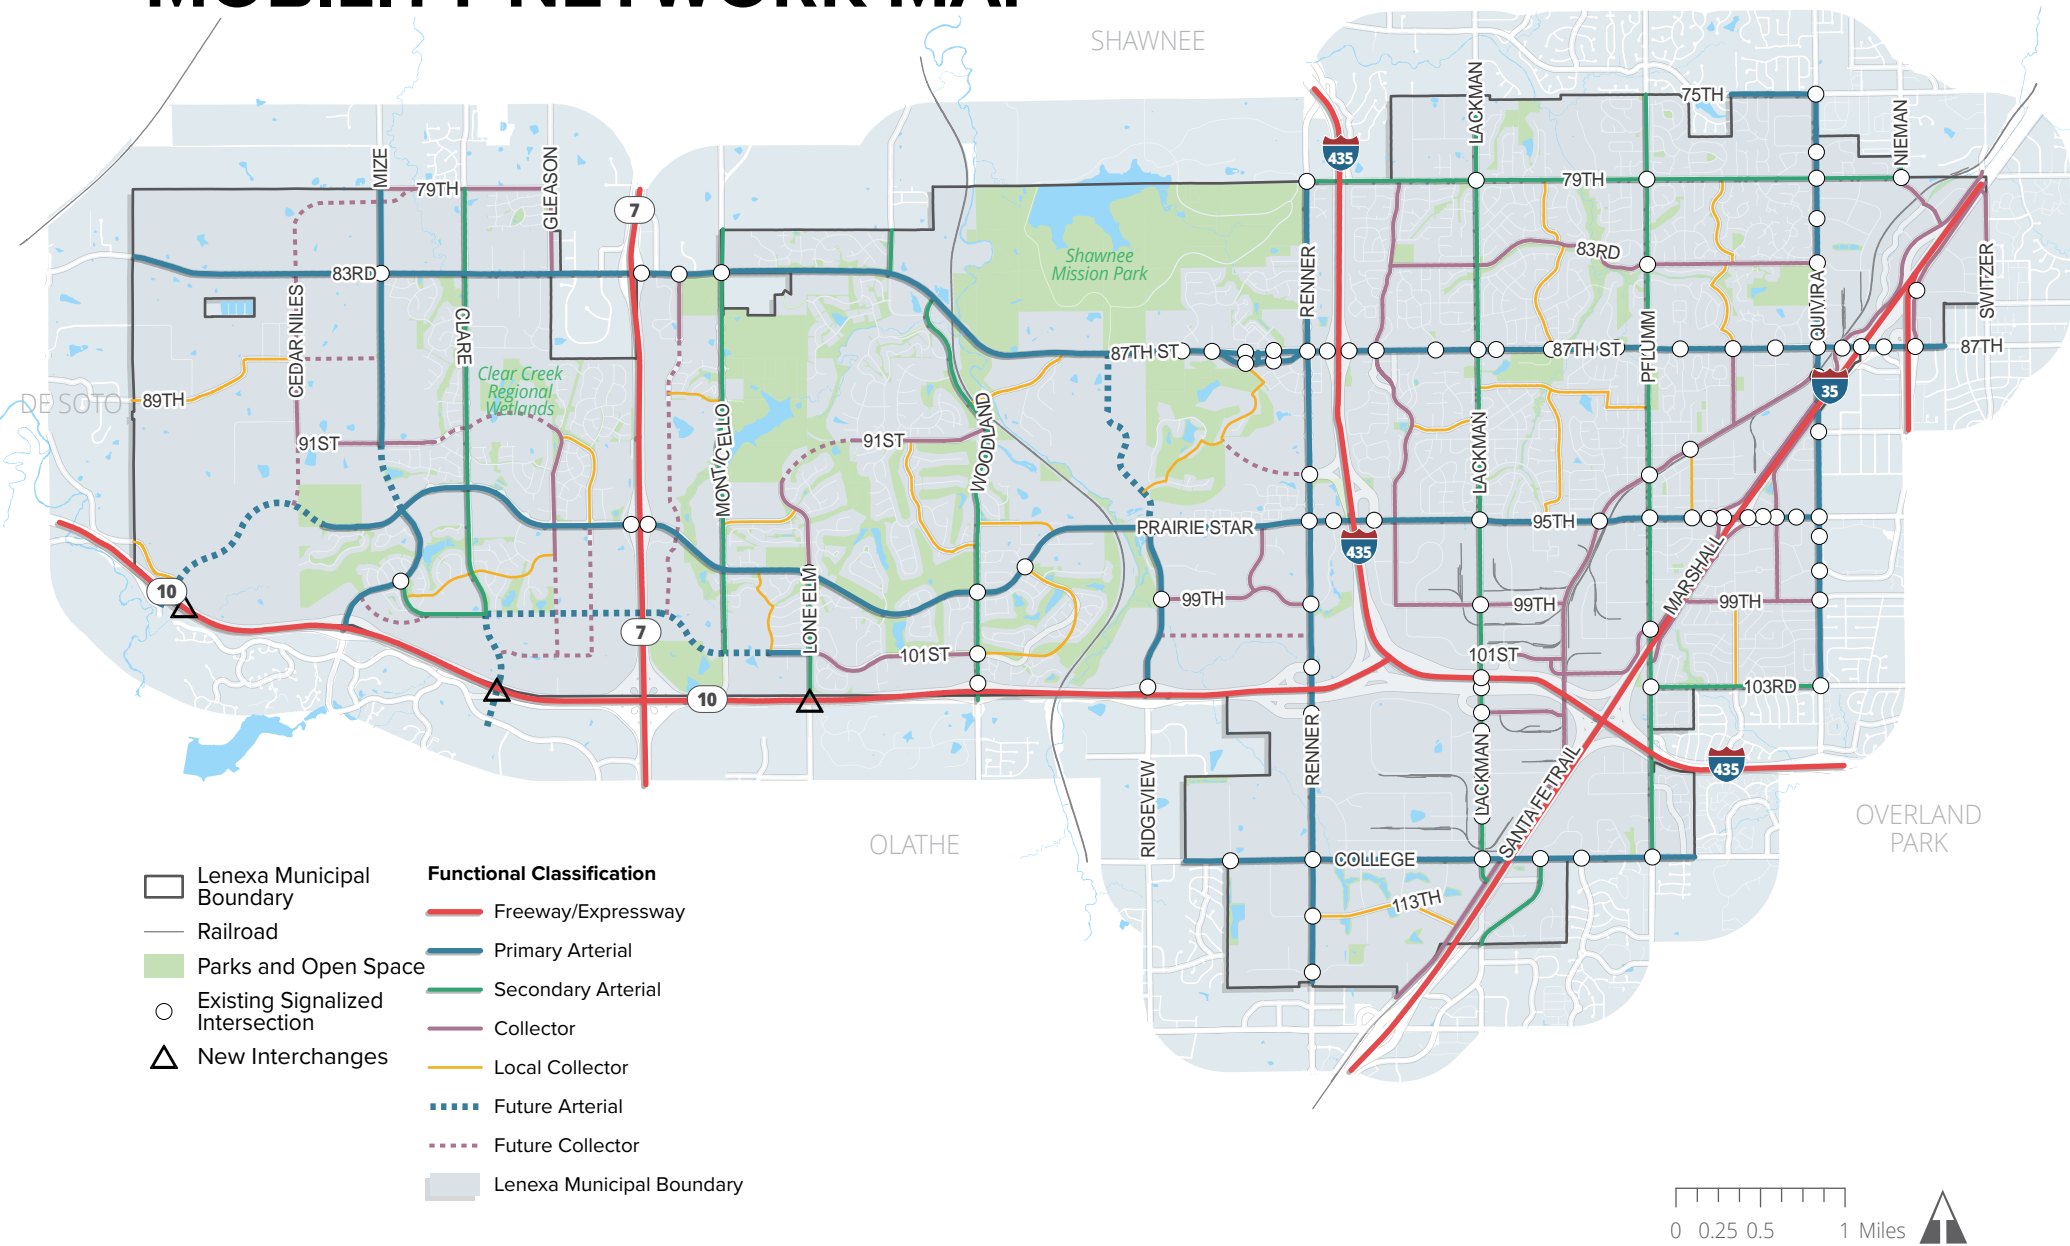 MOBILITY NETWORK MAP
SHAWNEE
LACKMAN
75TH
NIEMAN
435
MIZE
79TH
GLEASON
79TH
7
83RD
CEDAR NILES
CLARE
Shawnee
Mission Park
RENNER
83RD
QUIVIRA
SWITZER
PFLUMM
87TH ST
87TH ST
87TH
Clear Creek
Regional
Wetlands
DE SOTO
89TH
35
91ST
MONTICELLO
91ST
WOODLAND
LACKMAN
PRAIRIE STAR
95TH
435
MARSHALL
10
LONE ELM
99TH
99TH
99TH
7
101ST
101ST
10
103RD
RIDGEVIEW
RENNER
LACKMAN
SANTA FE TRAIL
435
OLATHE
OVERLAND
PARK
COLLEGE
113TH
Lenexa Municipal
Boundary
Railroad
Parks and Open Space
Existing Signalized
Intersection
New Interchanges
Functional Classification
Freeway/Expressway
Primary Arterial
Secondary Arterial
Collector
Local Collector
Future Arterial
Future Collector
Lenexa Municipal Boundary
0 0.25 0.5 1 Miles